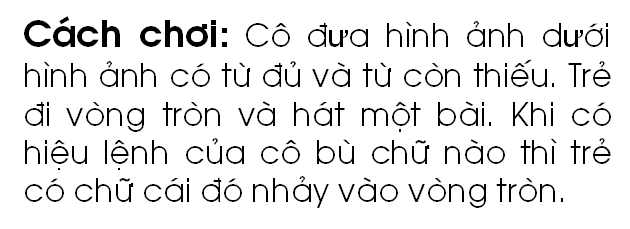 Cách chơi: Cô đưa hình ảnh dưới
hình ảnh có từ đủ và từ còn thiếu. Trẻ
đi vòng tròn và hát một bài. Khi có
hiệu lệnh của cô bù chữ nào thì trẻ
có chữ cái đó nhảy vào vòng tròn.